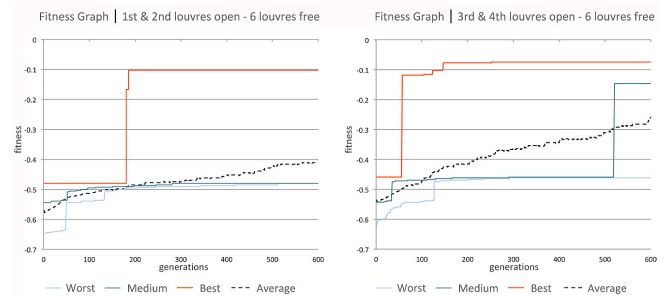 Fitness Graph | 1st & 2nd louvres open - 6 louvres free
0
-0.1
-0.2
-0.3
-0.4
-0.5
-0.6
-0.7
fitness
0 100 200 300 400 500 600
generations
Worst Medium Best Average
Fitness Graph | 3rd & 4th louvres open - 6 louvres free
0
-0.1
-0.2
-0.3
-0.4
-0.5
-0.6
-0.7
fitness
0 100 200 300 400 500 600
generations
Worst Medium Best Average